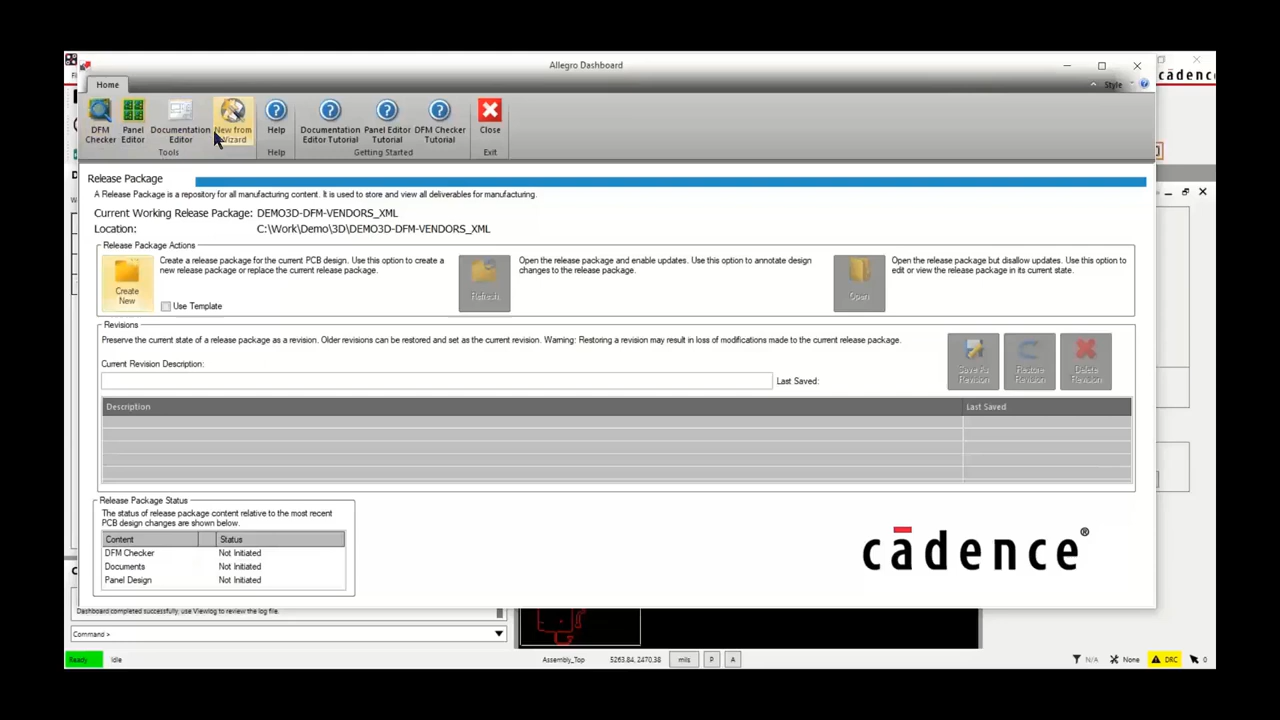 Allegro Dashboard
cādence
Home
Style
DFM Checker
Panel Editor
Documentation Editor
New from Wizard
Help
Documentation Editor Tutorial
Panel Editor Tutorial
DFM Checker Tutorial
Close
Tools
Help
Getting Started
Exit
Release Package
A Release Package is a repository for all manufacturing content. It is used to store and view all deliverables for manufacturing.
Current Working Release Package: DEMO3D-DFM-VENDORS_XML
Location: C:\Work\Demo\3D\DEMO3D-DFM-VENDORS_XML
Release Package Actions
Create New
Create a release package for the current PCB design. Use this option to create a
new release package or replace the current release package.
Use Template
Refresh
Open the release package and enable updates. Use this option to annotate design
changes to the release package.
Open
Open the release package but disallow updates. Use this option to
edit or view the release package in its current state.
Revisions
Preserve the current state of a release package as a revision. Older revisions can be restored and set as the current revision. Warning: Restoring a revision may result in loss of modifications made to the current release package.
Save As Revision
Restore Revision
Delete Revision
Current Revision Description:
Last Saved:
Description Last Saved
Release Package Status
The status of release package content relative to the most recent
PCB design changes are shown below.
Content Status
DFM Checker Not Initiated
Documents Not Initiated
Panel Design Not Initiated
cādence®
Dashboard completed successfully, use Viewlog to review the log file.
Command >
Ready Idle Assembly_Top 5263.84, 2470.38 mils P A N/A None DRC 0